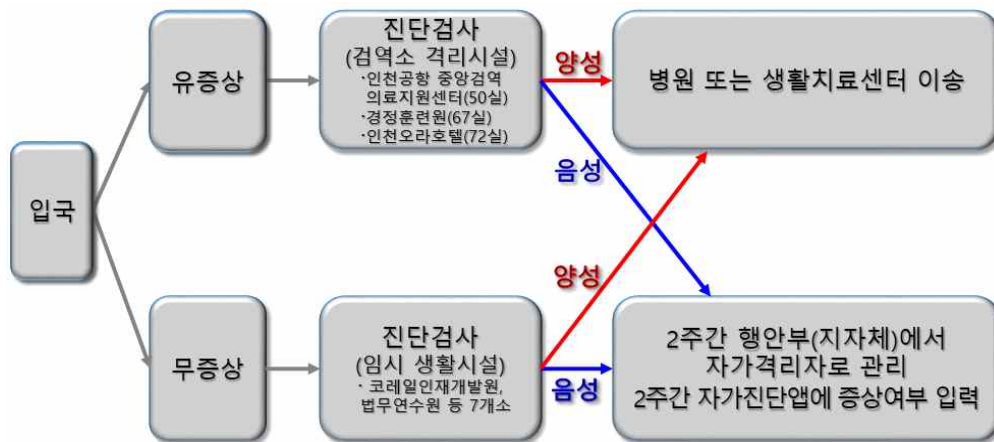 입국
유증상
진단검사
(검역소 격리시설)
·인천공항 중앙검역
의료지원센터(50실)
·경정훈련원(67실)
·인천오라호텔(72실)
양성
음성
병원 또는 생활치료센터 이송
무증상
진단검사
(임시 생활시설)
· 코레일인재개발원,
법무연수원 등 7개소
양성
음성
2주간 행안부(지자체)에서
자가격리자로 관리
2주간 자가진단앱에 증상여부 입력